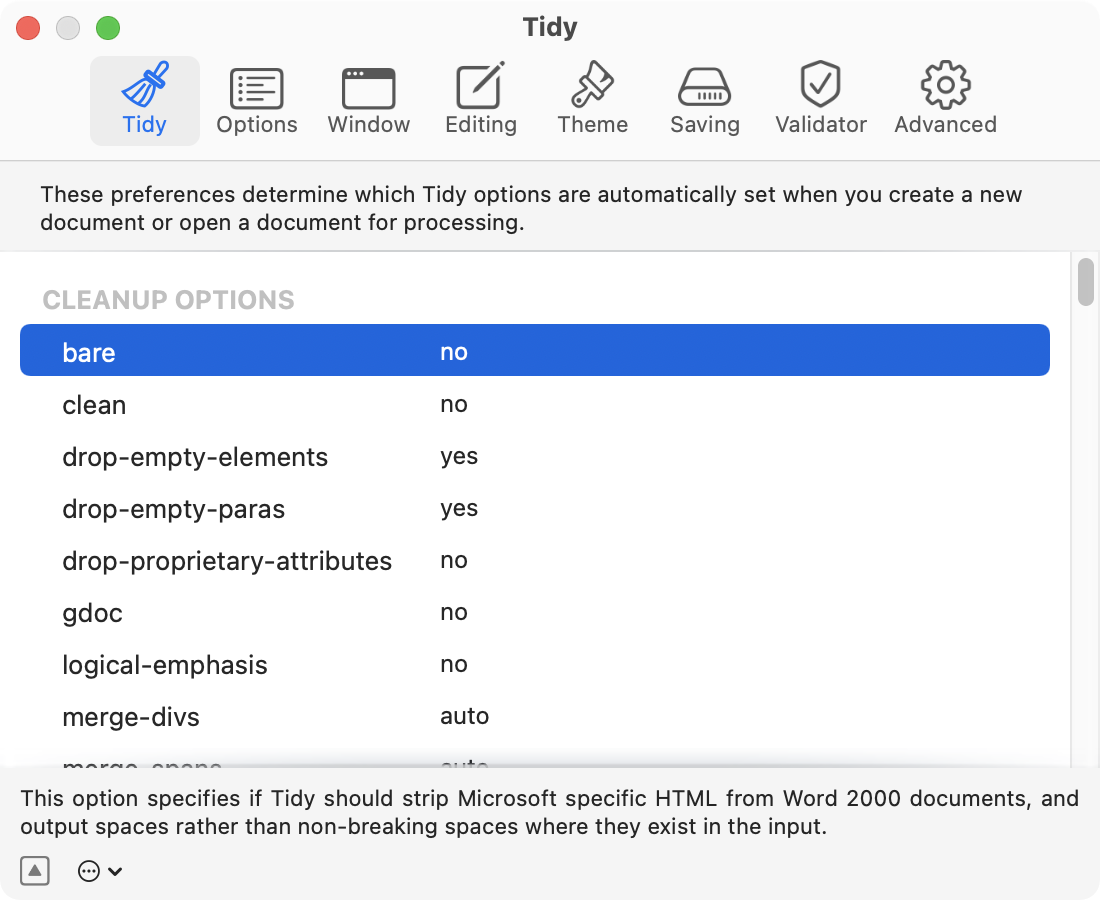 Tidy
Tidy Options Window Editing Theme Saving Validator Advanced
These preferences determine which Tidy options are automatically set when you create a new
document or open a document for processing.
CLEANUP OPTIONS
bare no
clean no
drop-empty-elements yes
drop-empty-paras yes
drop-proprietary-attributes no
gdoc no
logical-emphasis no
merge-divs auto
merge-spans auto
This option specifies if Tidy should strip Microsoft specific HTML from Word 2000 documents, and
output spaces rather than non-breaking spaces where they exist in the input.